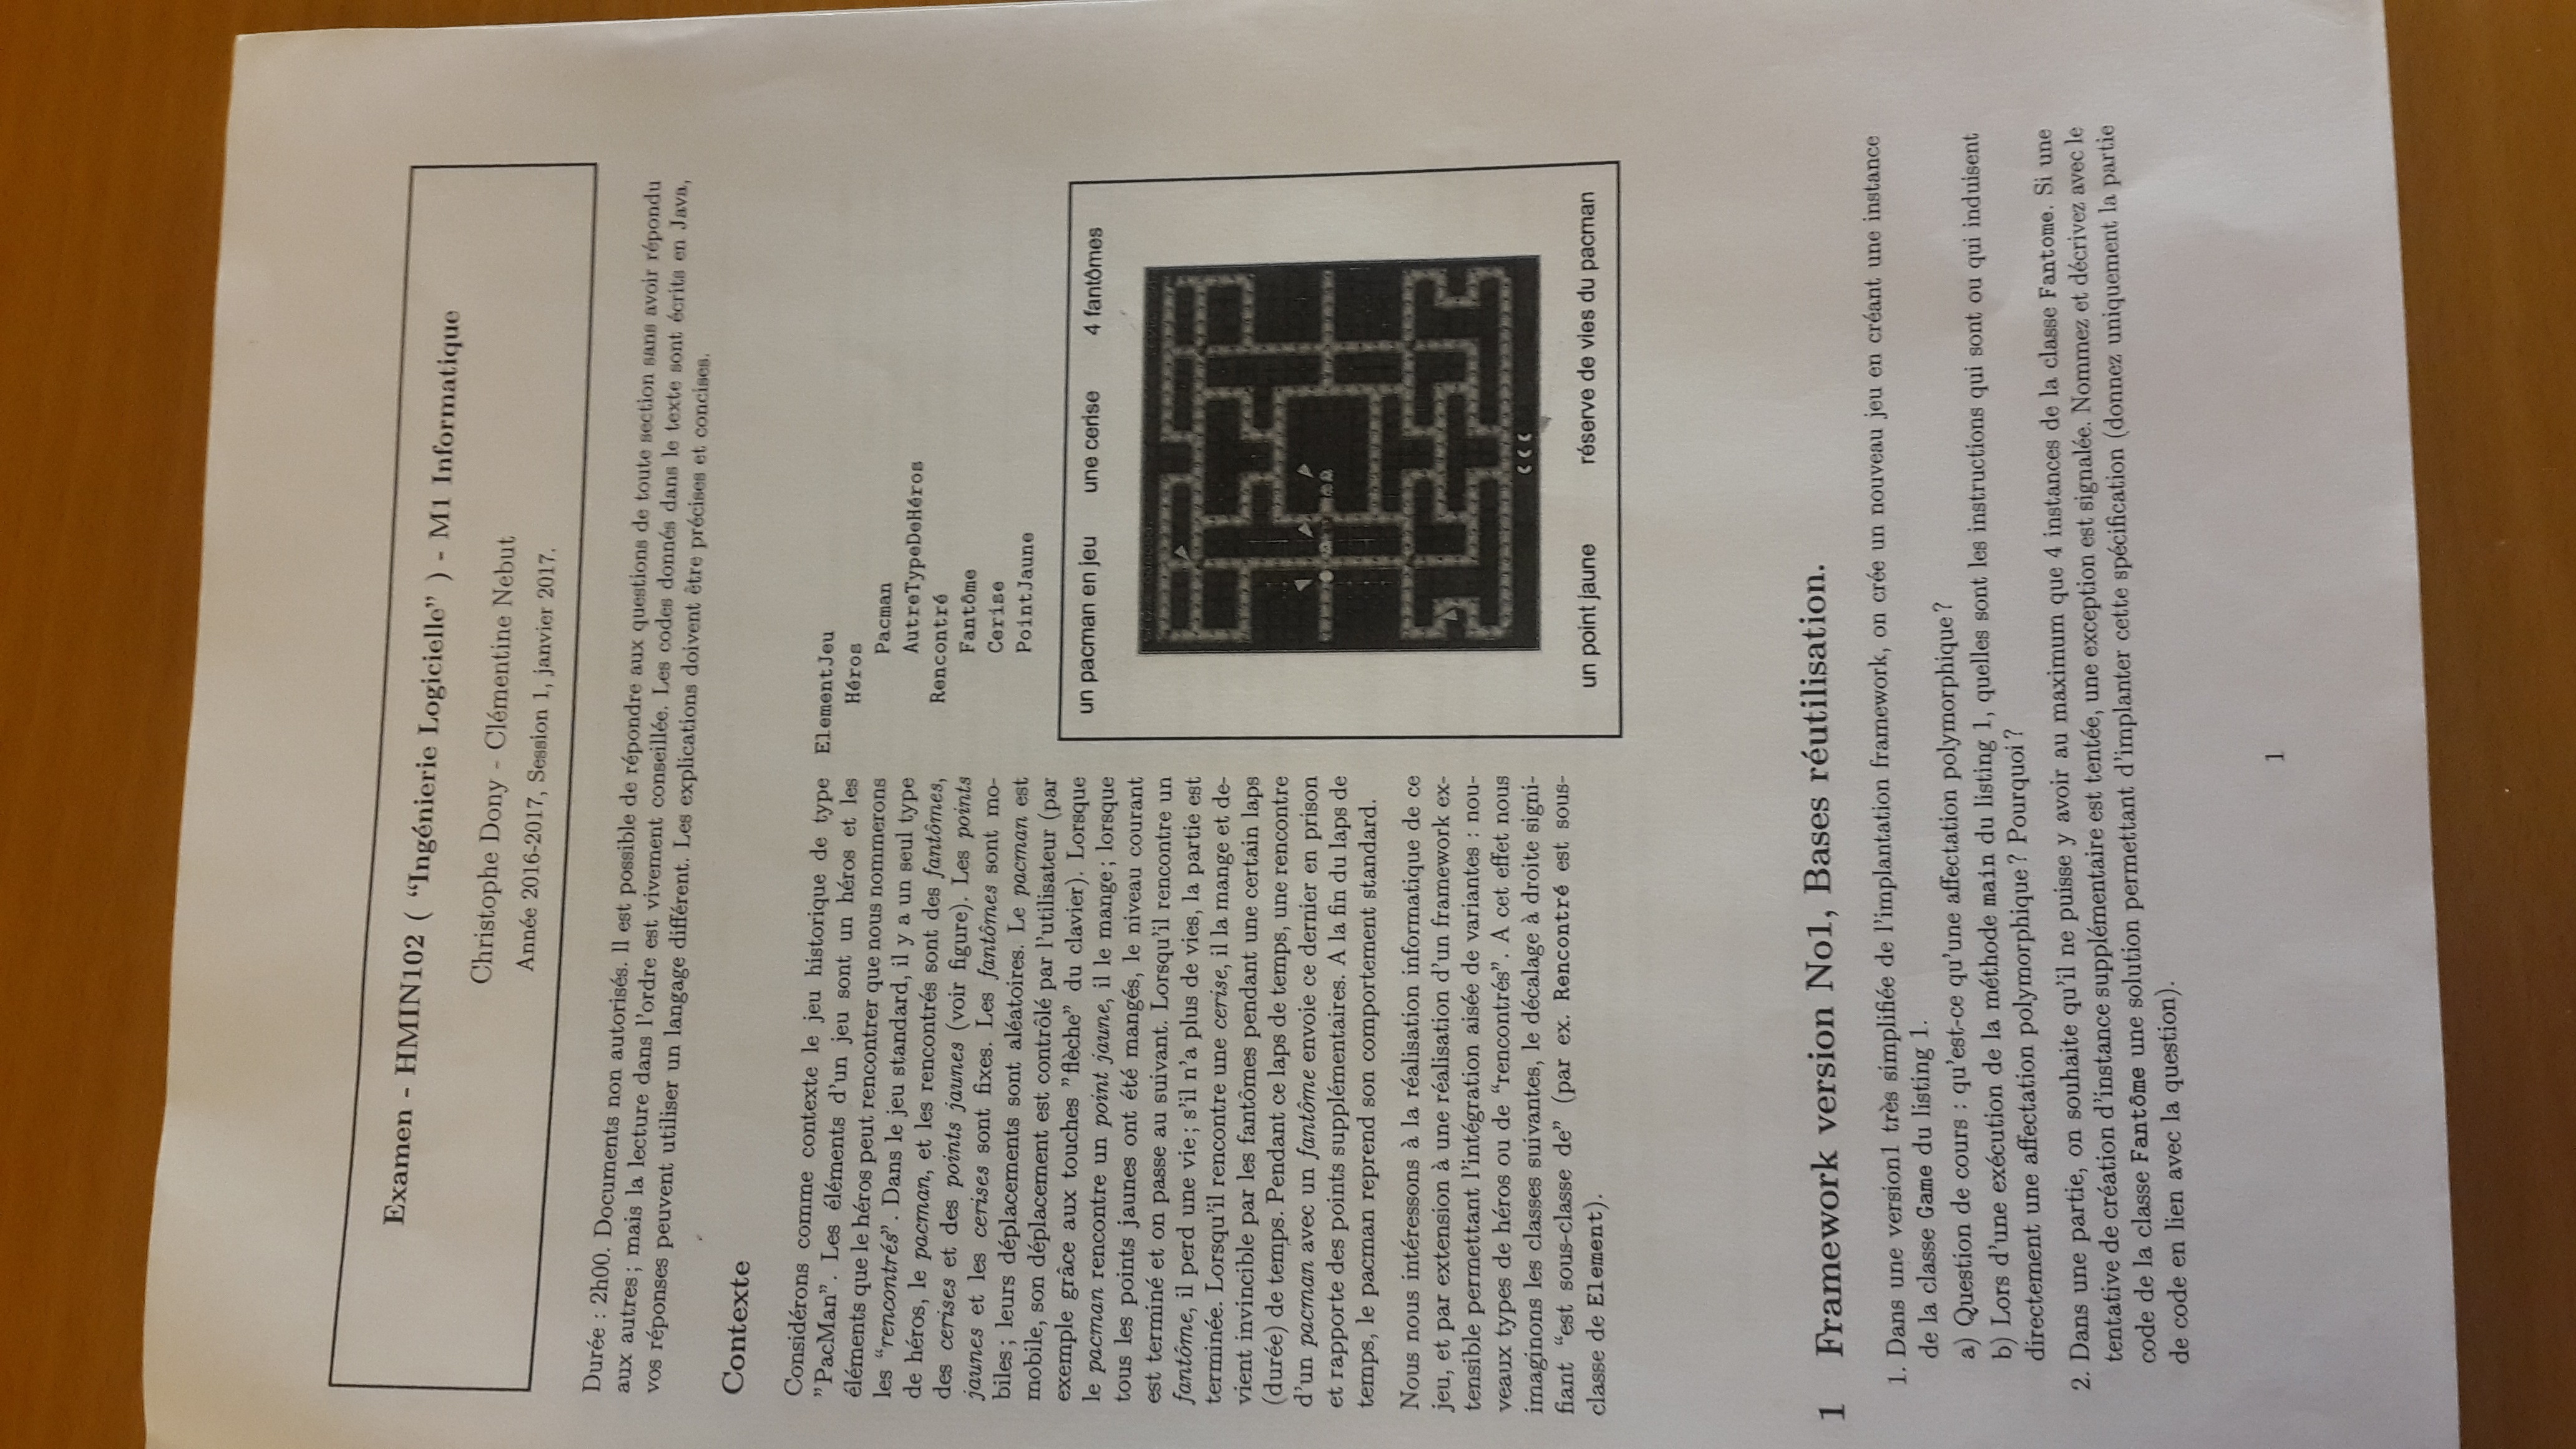 Examen - HMIN102 ( “Ingénierie Logicielle” ) - M1 Informatique
Christophe Dony - Clémentine Nebut
Année 2016-2017, Session 1, janvier 2017.
Durée : 2h00. Documents non autorisés. Il est possible de répondre aux questions de toute section sans avoir répondu
aux autres ; mais la lecture dans l’ordre est vivement conseillée. Les codes donnés dans le texte sont écrits en Java,
vos réponses peuvent utiliser un langage différent. Les explications doivent être précises et concises.
Contexte
Considérons comme contexte le jeu historique de type
”PacMan”. Les éléments d’un jeu sont un héros et les
éléments que le héros peut rencontrer que nous nommerons
les “rencontrés”. Dans le jeu standard, il y a un seul type
de héros, le pacman, et les rencontrés sont des fantômes,
des cerises et des points jaunes (voir figure). Les points
jaunes et les cerises sont fixes. Les fantômes sont mo-
biles ; leurs déplacements sont aléatoires. Le pacman est
mobile, son déplacement est contrôlé par l’utilisateur (par
exemple grâce aux touches ”flèche” du clavier). Lorsque
le pacman rencontre un point jaune, il le mange ; lorsque
tous les points jaunes ont été mangés, le niveau courant
est terminé et on passe au suivant. Lorsqu’il rencontre un
fantôme, il perd une vie ; s’il n’a plus de vies, la partie est
terminée. Lorsqu’il rencontre une cerise, il la mange et de-
vient invincible par les fantômes pendant une certain laps
(durée) de temps. Pendant ce laps de temps, une rencontre
d’un pacman avec un fantôme envoie ce dernier en prison
et rapporte des points supplémentaires. A la fin du laps de
temps, le pacman reprend son comportement standard.
Nous nous intéressons à la réalisation informatique de ce
jeu, et par extension à une réalisation d’un framework ex-
tensible permettant l’intégration aisée de variantes : nou-
veaux types de héros ou de “rencontrés”. A cet effet nous
imaginons les classes suivantes, le décalage à droite signi-
fiant “est sous-classe de” (par ex. Rencontré est sous-
classe de Element).
ElementJeu
Héros
Pacman
AutreTypeDeHéros
Rencontré
Fantôme
Cerise
PointJaune
un pacman en jeu une cerise 4 fantômes
un point jaune réserve de vies du pacman
1 Framework version No1, Bases réutilisation.
1. Dans une version1 très simplifiée de l’implantation framework, on crée un nouveau jeu en créant une instance
de la classe Game du listing 1.
a) Question de cours : qu’est-ce qu’une affectation polymorphique ?
b) Lors d’une exécution de la méthode main du listing 1, quelles sont les instructions qui sont ou qui induisent
directement une affectation polymorphique ? Pourquoi ?
2. Dans une partie, on souhaite qu’il ne puisse y avoir au maximum que 4 instances de la classe Fantome. Si une
tentative de création d’instance supplémentaire est tentée, une exception est signalée. Nommez et décrivez avec le
code de la classe Fantôme une solution permettant d’implanter cette spécification (donnez uniquement la partie
de code en lien avec la question).
1